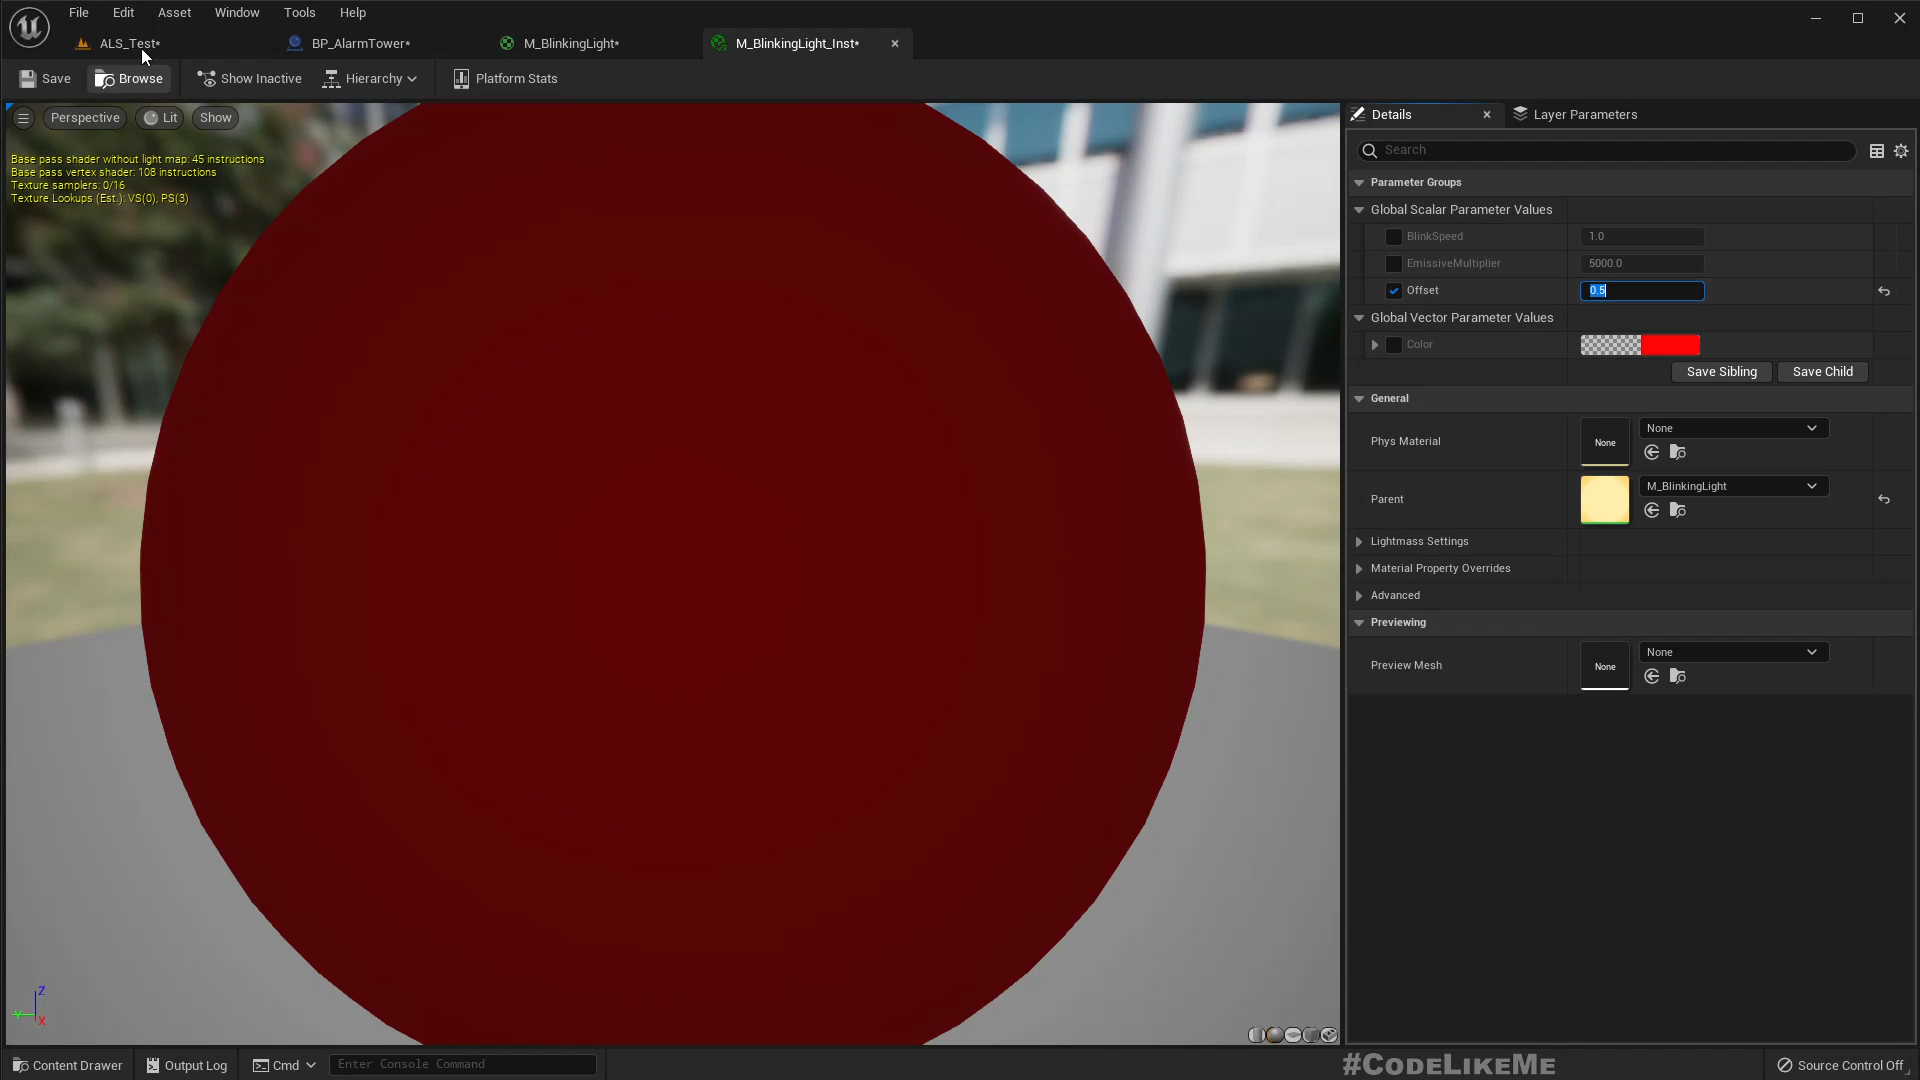 File Edit Asset Window Tools Help
ALS_Test* BP_AlarmTower* M_BlinkingLight* M_BlinkingLight_Inst*
Save Browse Show Inactive Hierarchy Platform Stats
Perspective Lit Show
Base pass shader without light map: 45 instructions
Base pass vertex shader: 108 instructions
Texture samplers: 0/16
Texture Lookups (Est.): VS(0), PS(3)
Z
Y
X
Details Layer Parameters
Search
Parameter Groups
Global Scalar Parameter Values
BlinkSpeed 1.0
EmissiveMultiplier 5000.0
Offset 0.5
Global Vector Parameter Values
Color
Save Sibling Save Child
General
Phys Material None None
Parent M_BlinkingLight
Lightmass Settings
Material Property Overrides
Advanced
Previewing
Preview Mesh None None
Content Drawer Output Log Cmd Enter Console Command #CODELIKEME Source Control Off